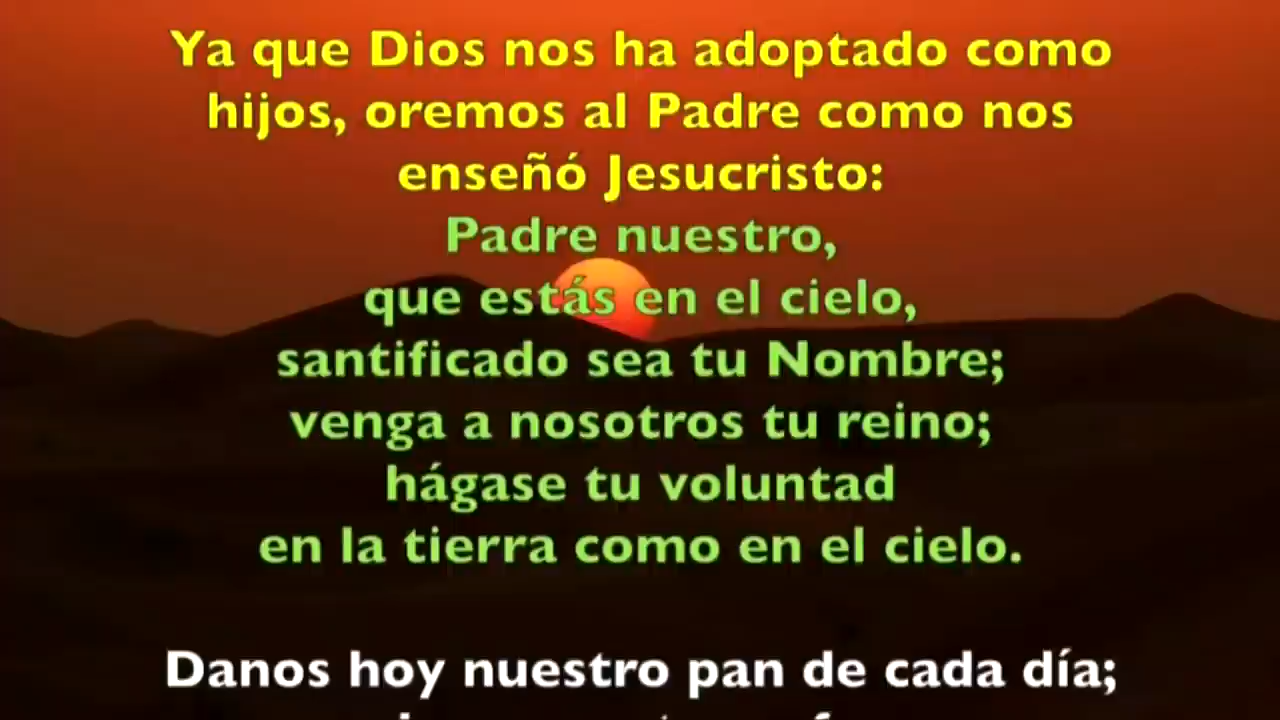 Ya que Dios nos ha adoptado como
hijos, oremos al Padre como nos
enseñó Jesucristo:
Padre nuestro,
que estás en el cielo,
santificado sea tu Nombre;
venga a nosotros tu reino;
hágase tu voluntad
en la tierra como en el cielo.
Danos hoy nuestro pan de cada día;